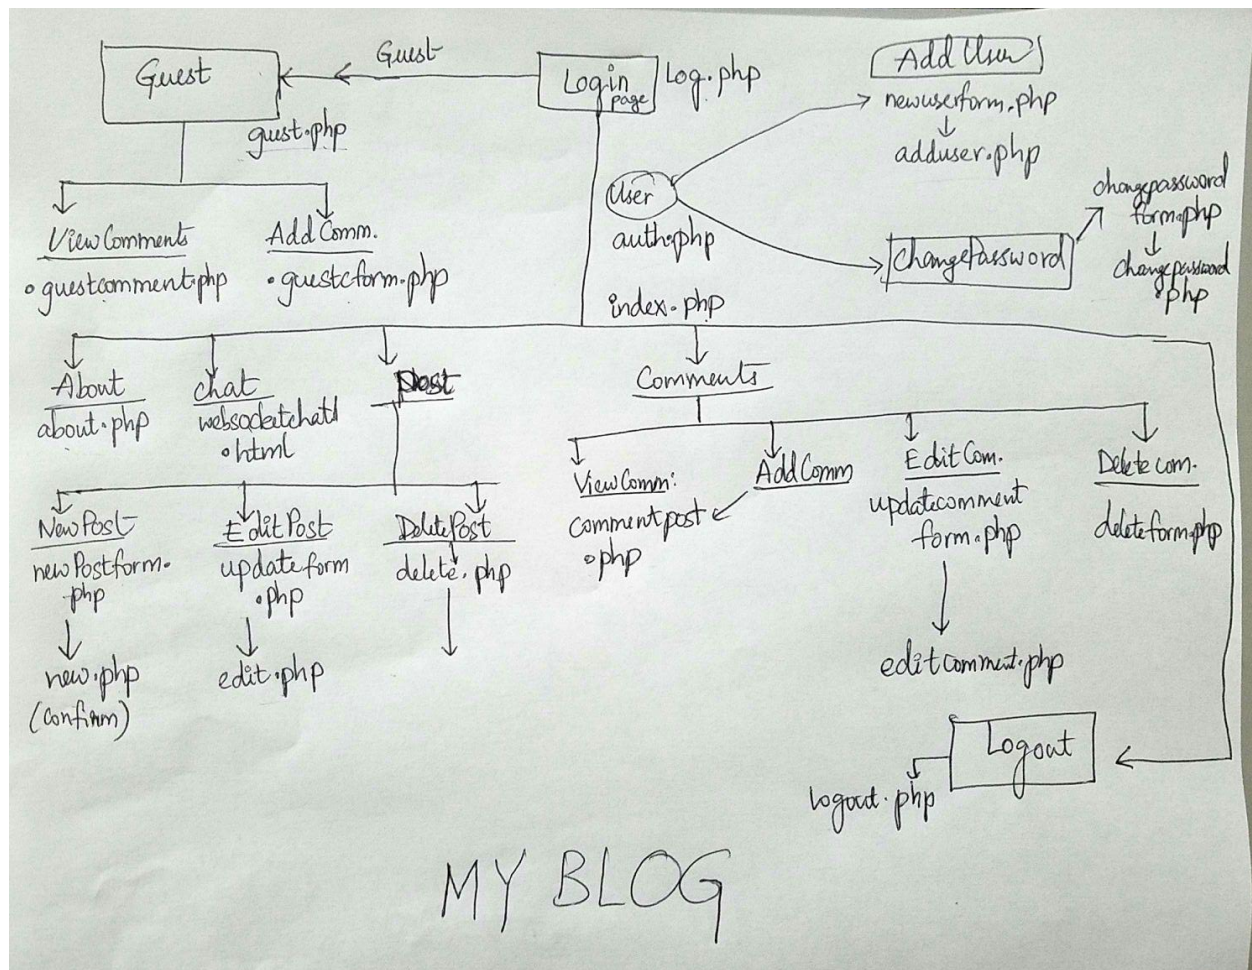 Guest
Guest
Login
page
Log.php
Add User
newuserform.php
adduser.php
guest.php
User
auth.php
changepassword
form.php
changepassword
.php
ChangePassword
View Comments
guestcomment.php
Add Comm.
guestcform.php
index.php
About
about.php
chat
websocketchat1
.html
Post
Comments
View Comm:
Add Comm
commentpost
.php
Edit Com.
updatecomment
form.php
editcomment.php
Delete com.
deleteform.php
New Post
newPostform.
php
new.php
(confirm)
Edit Post
updateform
.php
edit.php
Delete Post
delete.php
Logout
logout.php
MY BLOG